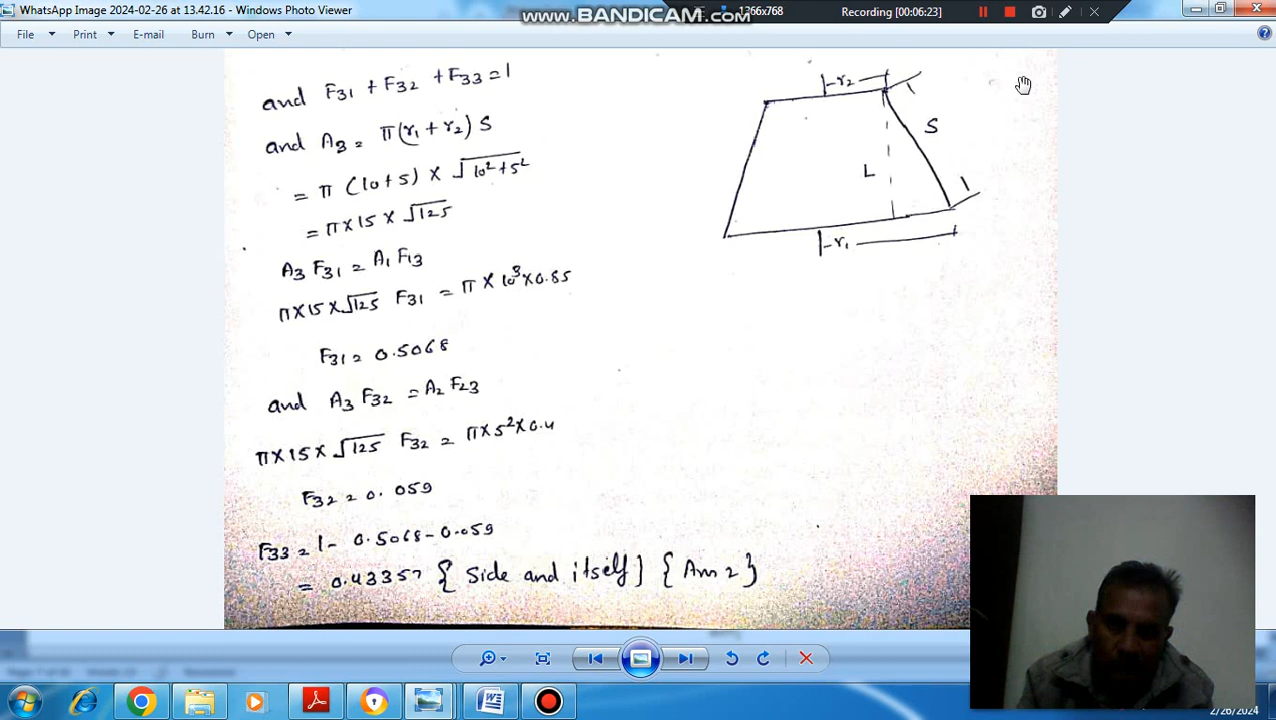 WhatsApp Image 2024-02-26 at 13.42.16 - Windows Photo Viewer
www.BANDICAM.com
1366x768
Recording [00:06:23]
File Print E-mail Burn Open
and F31 + F32 + F33 = 1
and A3 = π(r1 + r2) S
= π (10+5) × √10²+5²
= π×15 × √125
A3 F31 = A1 F13
π×15×√125 F31 = π × 10³×0.85
F31 = 0.5068
and A3 F32 = A2 F23
π×15×√125 F32 = π×5²×0.4
F32 = 0.059
F33 = 1 - 0.5068-0.059
= 0.43357 { Side and itself } { Ans 2 }
r2
S
L
r1
2/26/2024